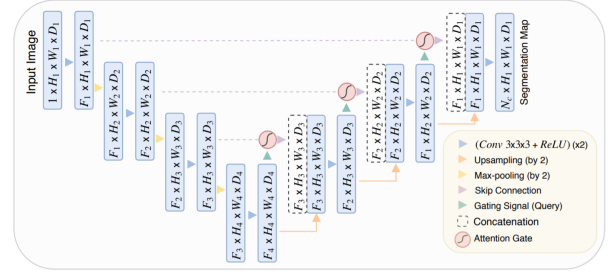 Input Image
1 x H₁ x W₁ x D₁
F₁ x H₁ x W₁ x D₁
F₁ x H₂ x W₂ x D₂
F₂ x H₂ x W₂ x D₂
F₂ x H₃ x W₃ x D₃
F₃ x H₃ x W₃ x D₃
F₃ x H₄ x W₄ x D₄
F₄ x H₄ x W₄ x D₄
F₃ x H₃ x W₃ x D₃
F₃ x H₃ x W₃ x D₃
F₂ x H₃ x W₃ x D₃
F₂ x H₂ x W₂ x D₂
F₂ x H₂ x W₂ x D₂
F₁ x H₂ x W₂ x D₂
F₁ x H₁ x W₁ x D₁
F₁ x H₁ x W₁ x D₁
N꜀ x H₁ x W₁ x D₁
Segmentation Map
(Conv 3x3x3 + ReLU) (x2)
Upsampling (by 2)
Max-pooling (by 2)
Skip Connection
Gating Signal (Query)
Concatenation
Attention Gate